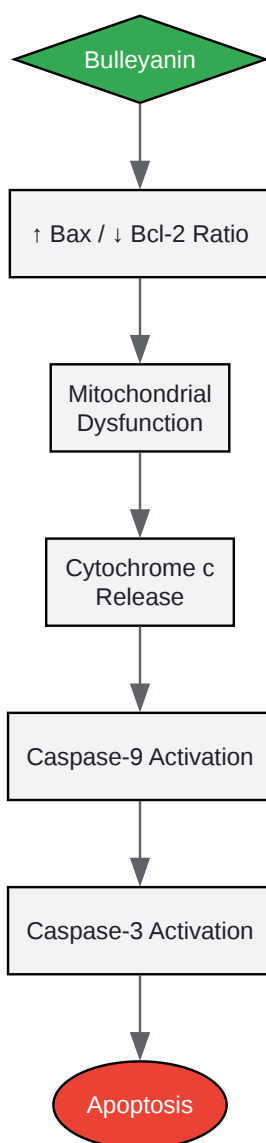 Bulleyanin
↑ Bax / ↓ Bcl-2 Ratio
Mitochondrial
Dysfunction
Cytochrome c
Release
Caspase-9 Activation
Caspase-3 Activation
Apoptosis